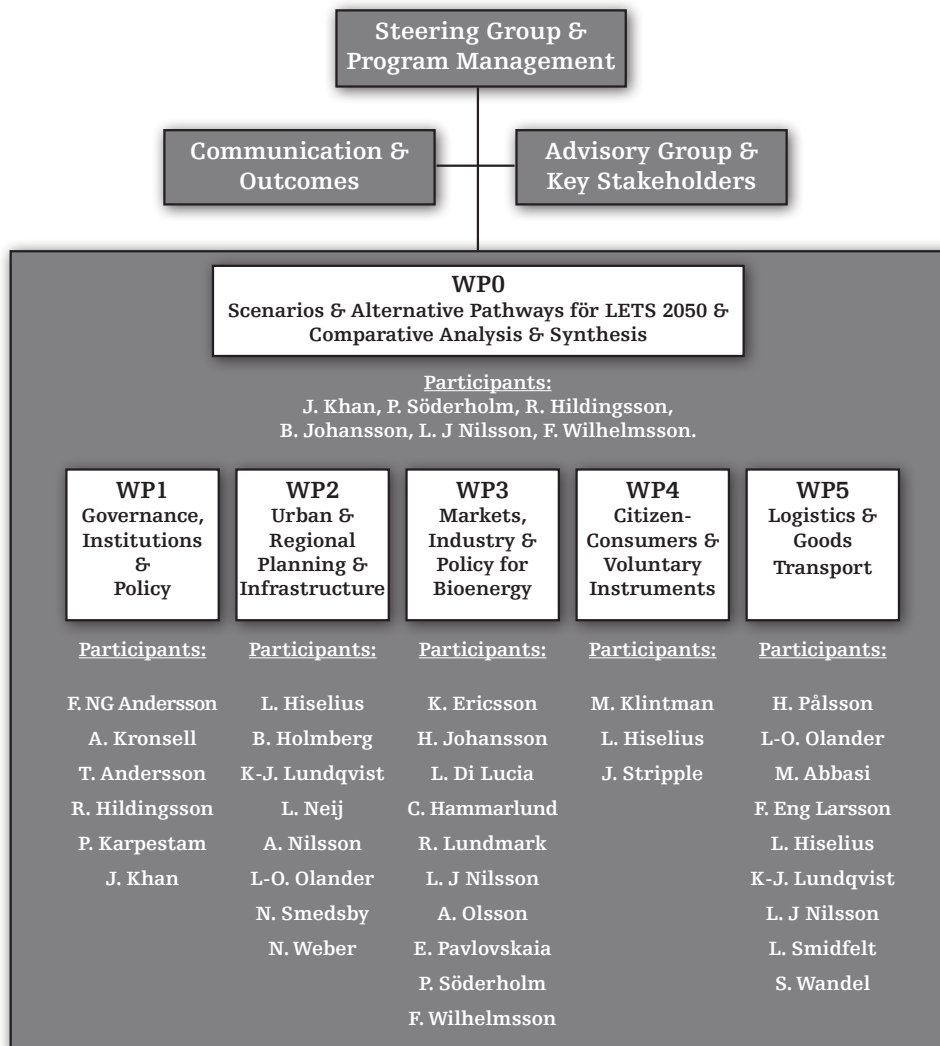 Steering Group &
Program Management
Communication &
Outcomes
Advisory Group &
Key Stakeholders
WP0
Scenarios & Alternative Pathways för LETS 2050 &
Comparative Analysis & Synthesis
Participants:
J. Khan, P. Söderholm, R. Hildingsson,
B. Johansson, L. J Nilsson, F. Wilhelmsson.
WP1
Governance,
Institutions
&
Policy
Participants:
F. NG Andersson
A. Kronsell
T. Andersson
R. Hildingsson
P. Karpestam
J. Khan
WP2
Urban &
Regional
Planning &
Infrastructure
Participants:
L. Hiselius
B. Holmberg
K-J. Lundqvist
L. Neij
A. Nilsson
L-O. Olander
N. Smedsby
N. Weber
WP3
Markets,
Industry &
Policy for
Bioenergy
Participants:
K. Ericsson
H. Johansson
L. Di Lucia
C. Hammarlund
R. Lundmark
L. J Nilsson
A. Olsson
E. Pavlovskaia
P. Söderholm
F. Wilhelmsson
WP4
Citizen-
Consumers &
Voluntary
Instruments
Participants:
M. Klintman
L. Hiselius
J. Stripple
WP5
Logistics &
Goods
Transport
Participants:
H. Pålsson
L-O. Olander
M. Abbasi
F. Eng Larsson
L. Hiselius
K-J. Lundqvist
L. J Nilsson
L. Smidfelt
S. Wandel